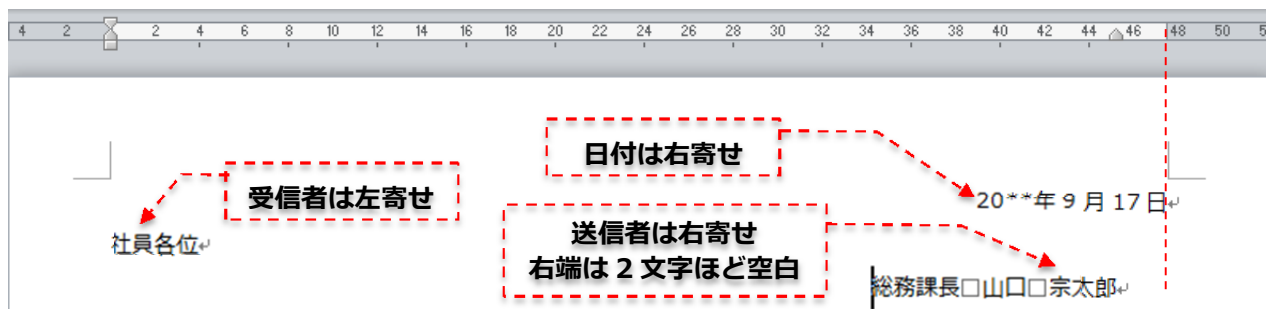 4 2 2 4 6 8 10 12 14 16 18 20 22 24 26 28 30 32 34 36 38 40 42 44 46 48 50 5
日付は右寄せ
受信者は左寄せ
20**年 9 月 17 日↵
社員各位↵
送信者は右寄せ
右端は 2 文字ほど空白
総務課長□山口□宗太郎↵